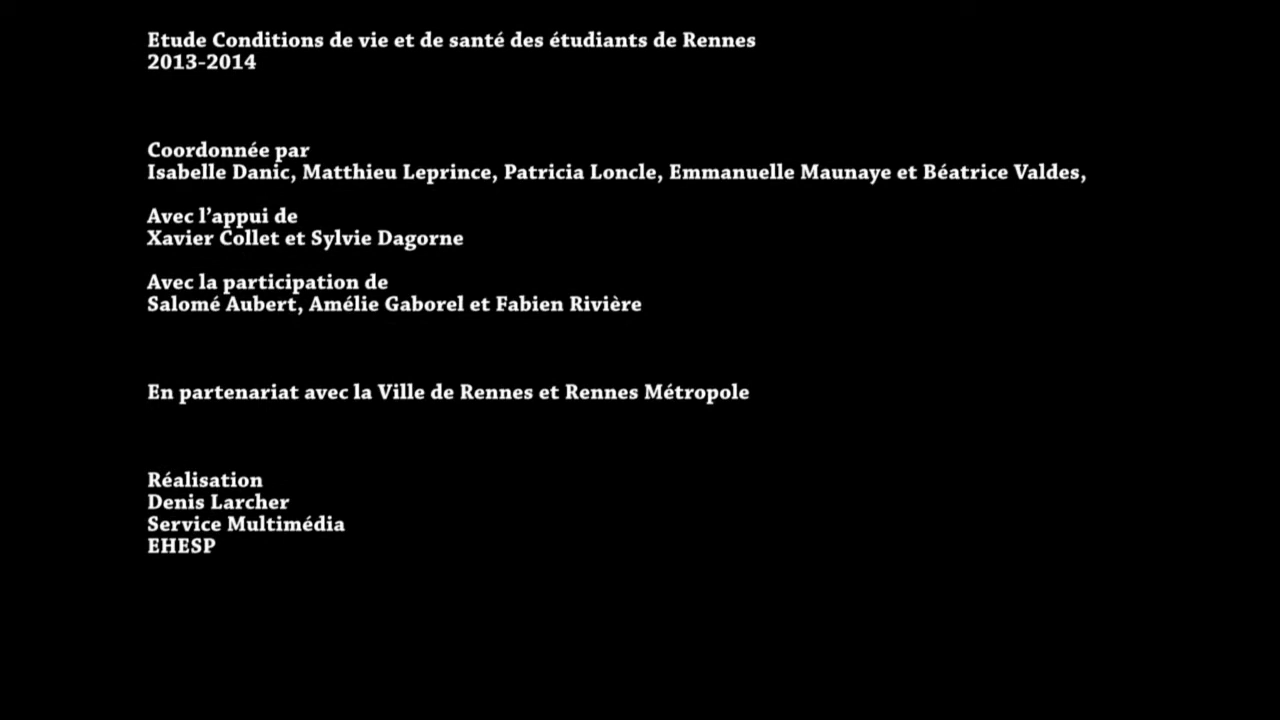 Etude Conditions de vie et de santé des étudiants de Rennes
2013-2014
Coordonnée par
Isabelle Danic, Matthieu Leprince, Patricia Loncle, Emmanuelle Maunaye et Béatrice Valdes,
Avec l’appui de
Xavier Collet et Sylvie Dagorne
Avec la participation de
Salomé Aubert, Amélie Gaborel et Fabien Rivière
En partenariat avec la Ville de Rennes et Rennes Métropole
Réalisation
Denis Larcher
Service Multimédia
EHESP